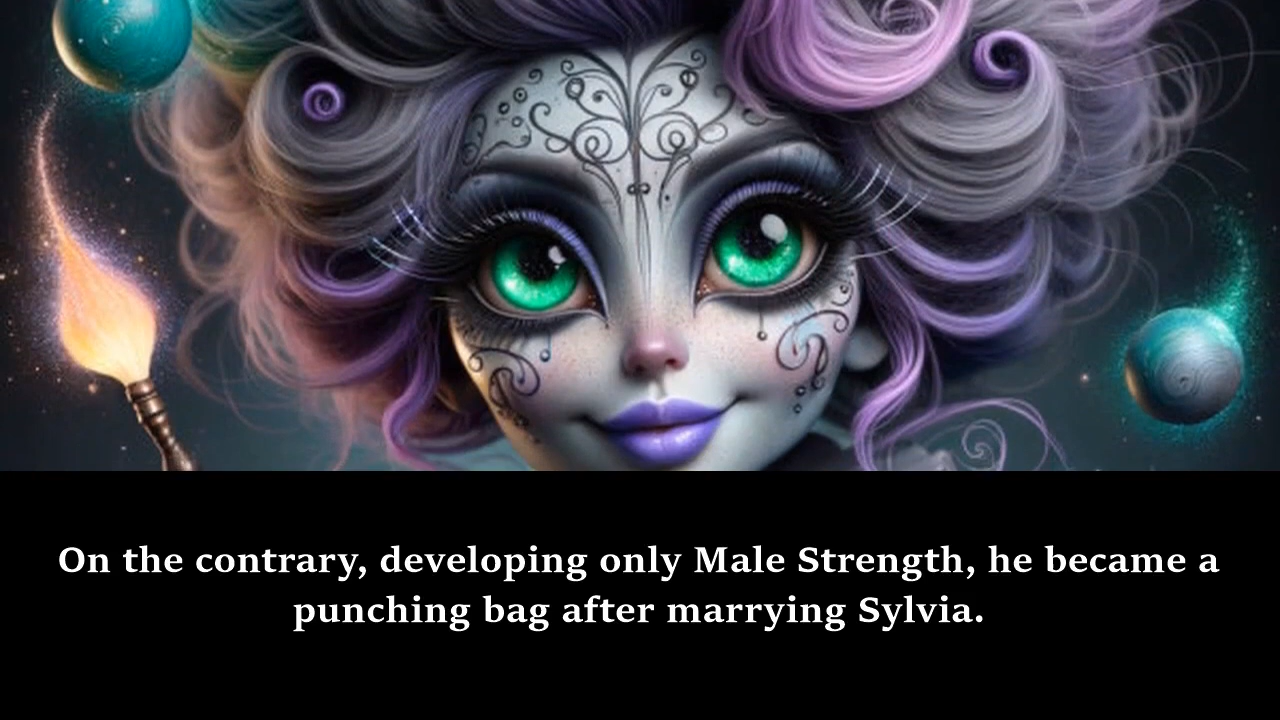 On the contrary, developing only Male Strength, he became a
punching bag after marrying Sylvia.